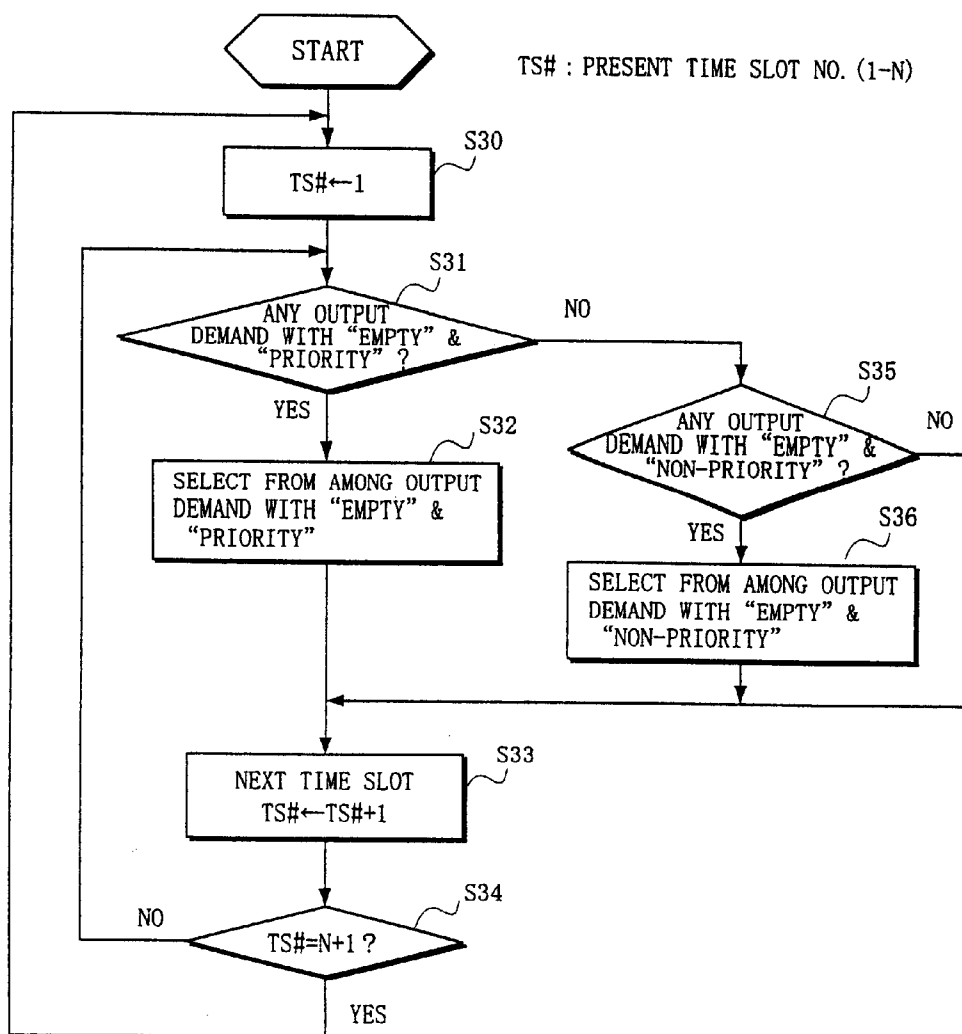 START
TS# : PRESENT TIME SLOT NO. (1-N)
S30
TS#←1
S31
ANY OUTPUT
DEMAND WITH “EMPTY” &
“PRIORITY” ?
NO
YES
S35
ANY OUTPUT
DEMAND WITH “EMPTY” &
“NON-PRIORITY” ?
NO
YES
S32
SELECT FROM AMONG OUTPUT
DEMAND WITH “EMPTY” &
“PRIORITY”
S36
SELECT FROM AMONG OUTPUT
DEMAND WITH “EMPTY” &
“NON-PRIORITY”
S33
NEXT TIME SLOT
TS#←TS#+1
S34
TS#=N+1 ?
NO
YES